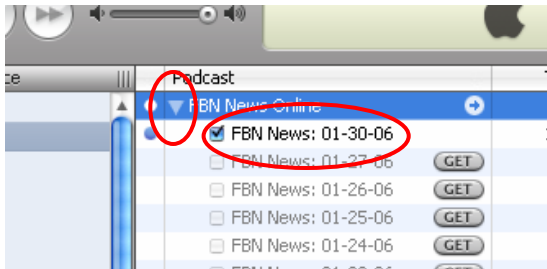 ce Podcast
FBN News Online
FBN News: 01-30-06
FBN News: 01-27-06 GET
FBN News: 01-26-06 GET
FBN News: 01-25-06 GET
FBN News: 01-24-06 GET